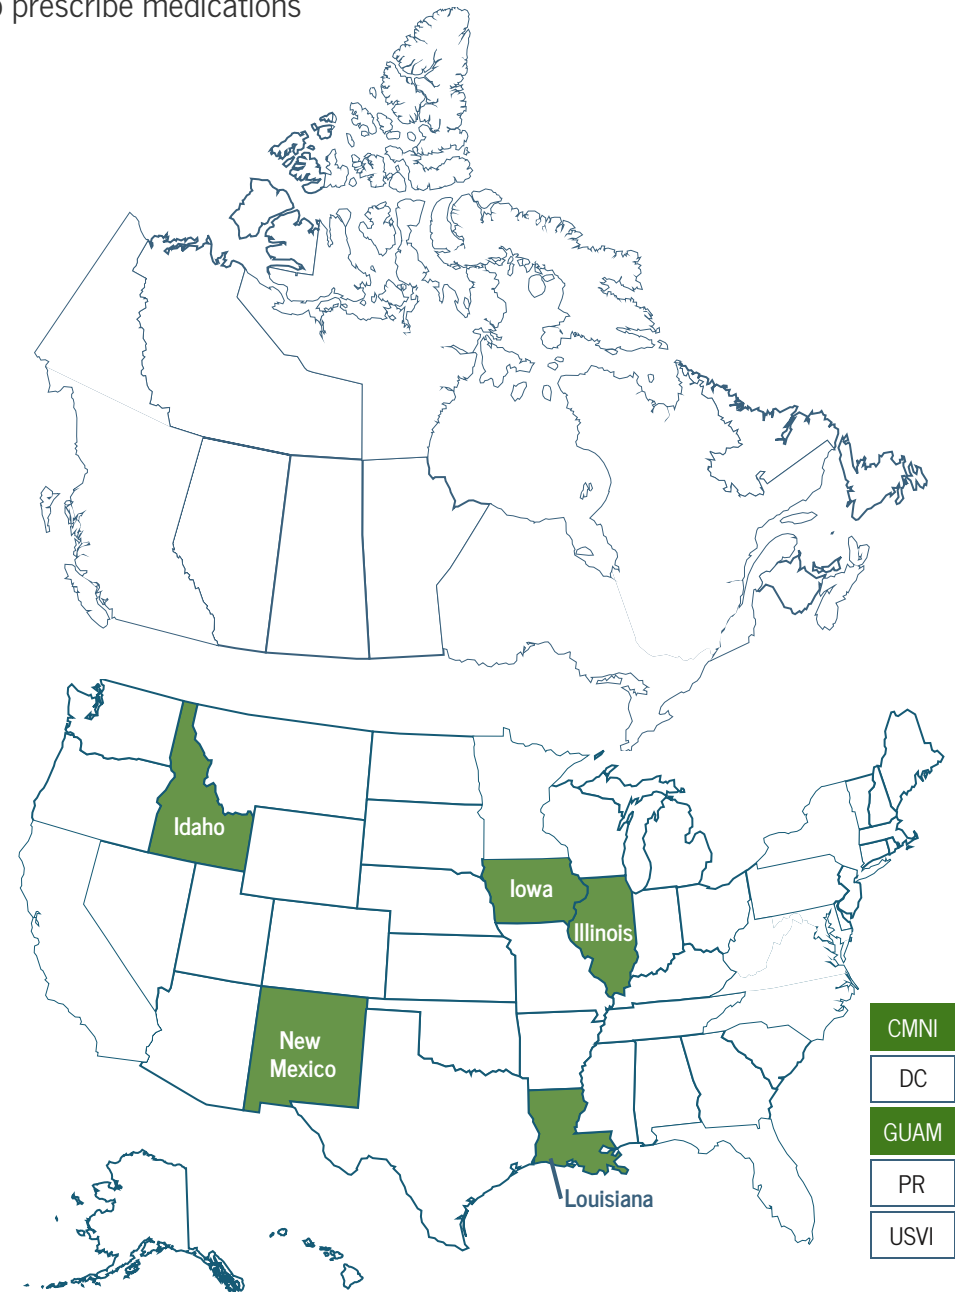 prescribe medications
Idaho
Iowa
Illinois
New
Mexico
CMNI
DC
GUAM
PR
USVI
Louisiana